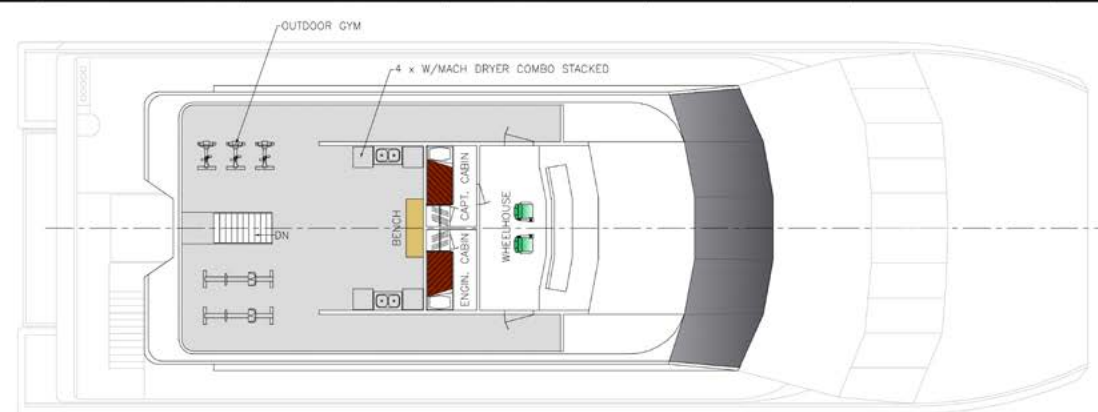 OUTDOOR GYM
4 x W/MACH DRYER COMBO STACKED
CAPT. CABIN
WHEELHOUSE
BENCH
DN
ENGIN. CABIN